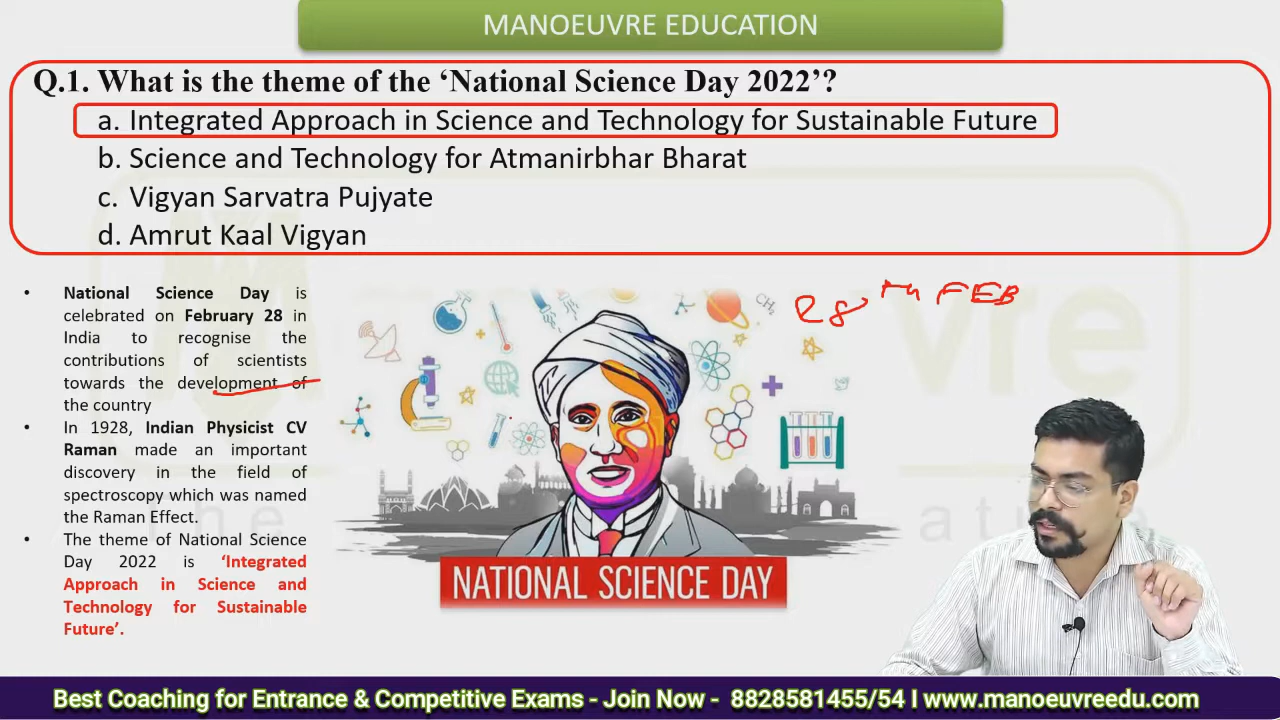 MANOEUVRE EDUCATION
Q.1. What is the theme of the ‘National Science Day 2022’?
a. Integrated Approach in Science and Technology for Sustainable Future
b. Science and Technology for Atmanirbhar Bharat
c. Vigyan Sarvatra Pujyate
d. Amrut Kaal Vigyan
• National Science Day is
celebrated on February 28 in
India to recognise the
contributions of scientists
towards the development of
the country
• In 1928, Indian Physicist CV
Raman made an important
discovery in the field of
spectroscopy which was named
the Raman Effect.
• The theme of National Science
Day 2022 is ‘Integrated
Approach in Science and
Technology for Sustainable
Future’.
28th FEB
CH₃
NATIONAL SCIENCE DAY
Best Coaching for Entrance & Competitive Exams - Join Now - 8828581455/54 I www.manoeuvreedu.com